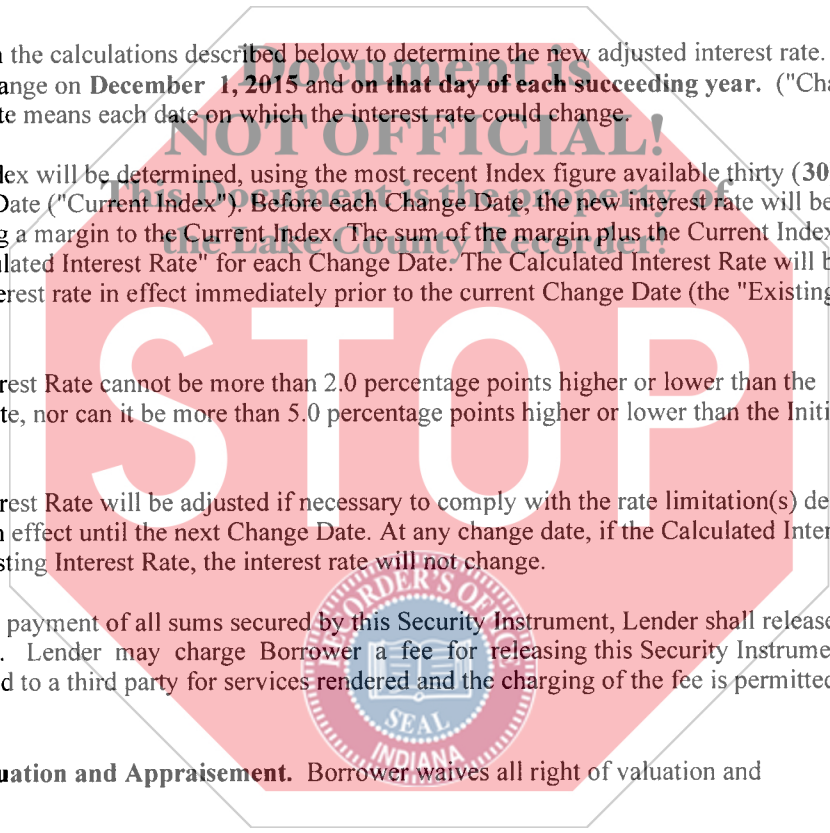 the calculations described below to determine the new adjusted interest rate.
ange on December 1, 2015 and on that day of each succeeding year. ("Cha
te means each date on which the interest rate could change.
Document is
NOT OFFICIAL!
This Document is the property of
the Lake County Recorder!
lex will be determined, using the most recent Index figure available thirty (30
Date ("Current Index"). Before each Change Date, the new interest rate will be
g a margin to the Current Index. The sum of the margin plus the Current Index
lated Interest Rate" for each Change Date. The Calculated Interest Rate will b
erest rate in effect immediately prior to the current Change Date (the "Existing
STOP
rest Rate cannot be more than 2.0 percentage points higher or lower than the
te, nor can it be more than 5.0 percentage points higher or lower than the Initi
rest Rate will be adjusted if necessary to comply with the rate limitation(s) de
n effect until the next Change Date. At any change date, if the Calculated Inter
sting Interest Rate, the interest rate will not change.
payment of all sums secured by this Security Instrument, Lender shall release
. Lender may charge Borrower a fee for releasing this Security Instrume
d to a third party for services rendered and the charging of the fee is permitted
RECORDER'S OFFICE
SEAL
INDIANA
uation and Appraisement. Borrower waives all right of valuation and